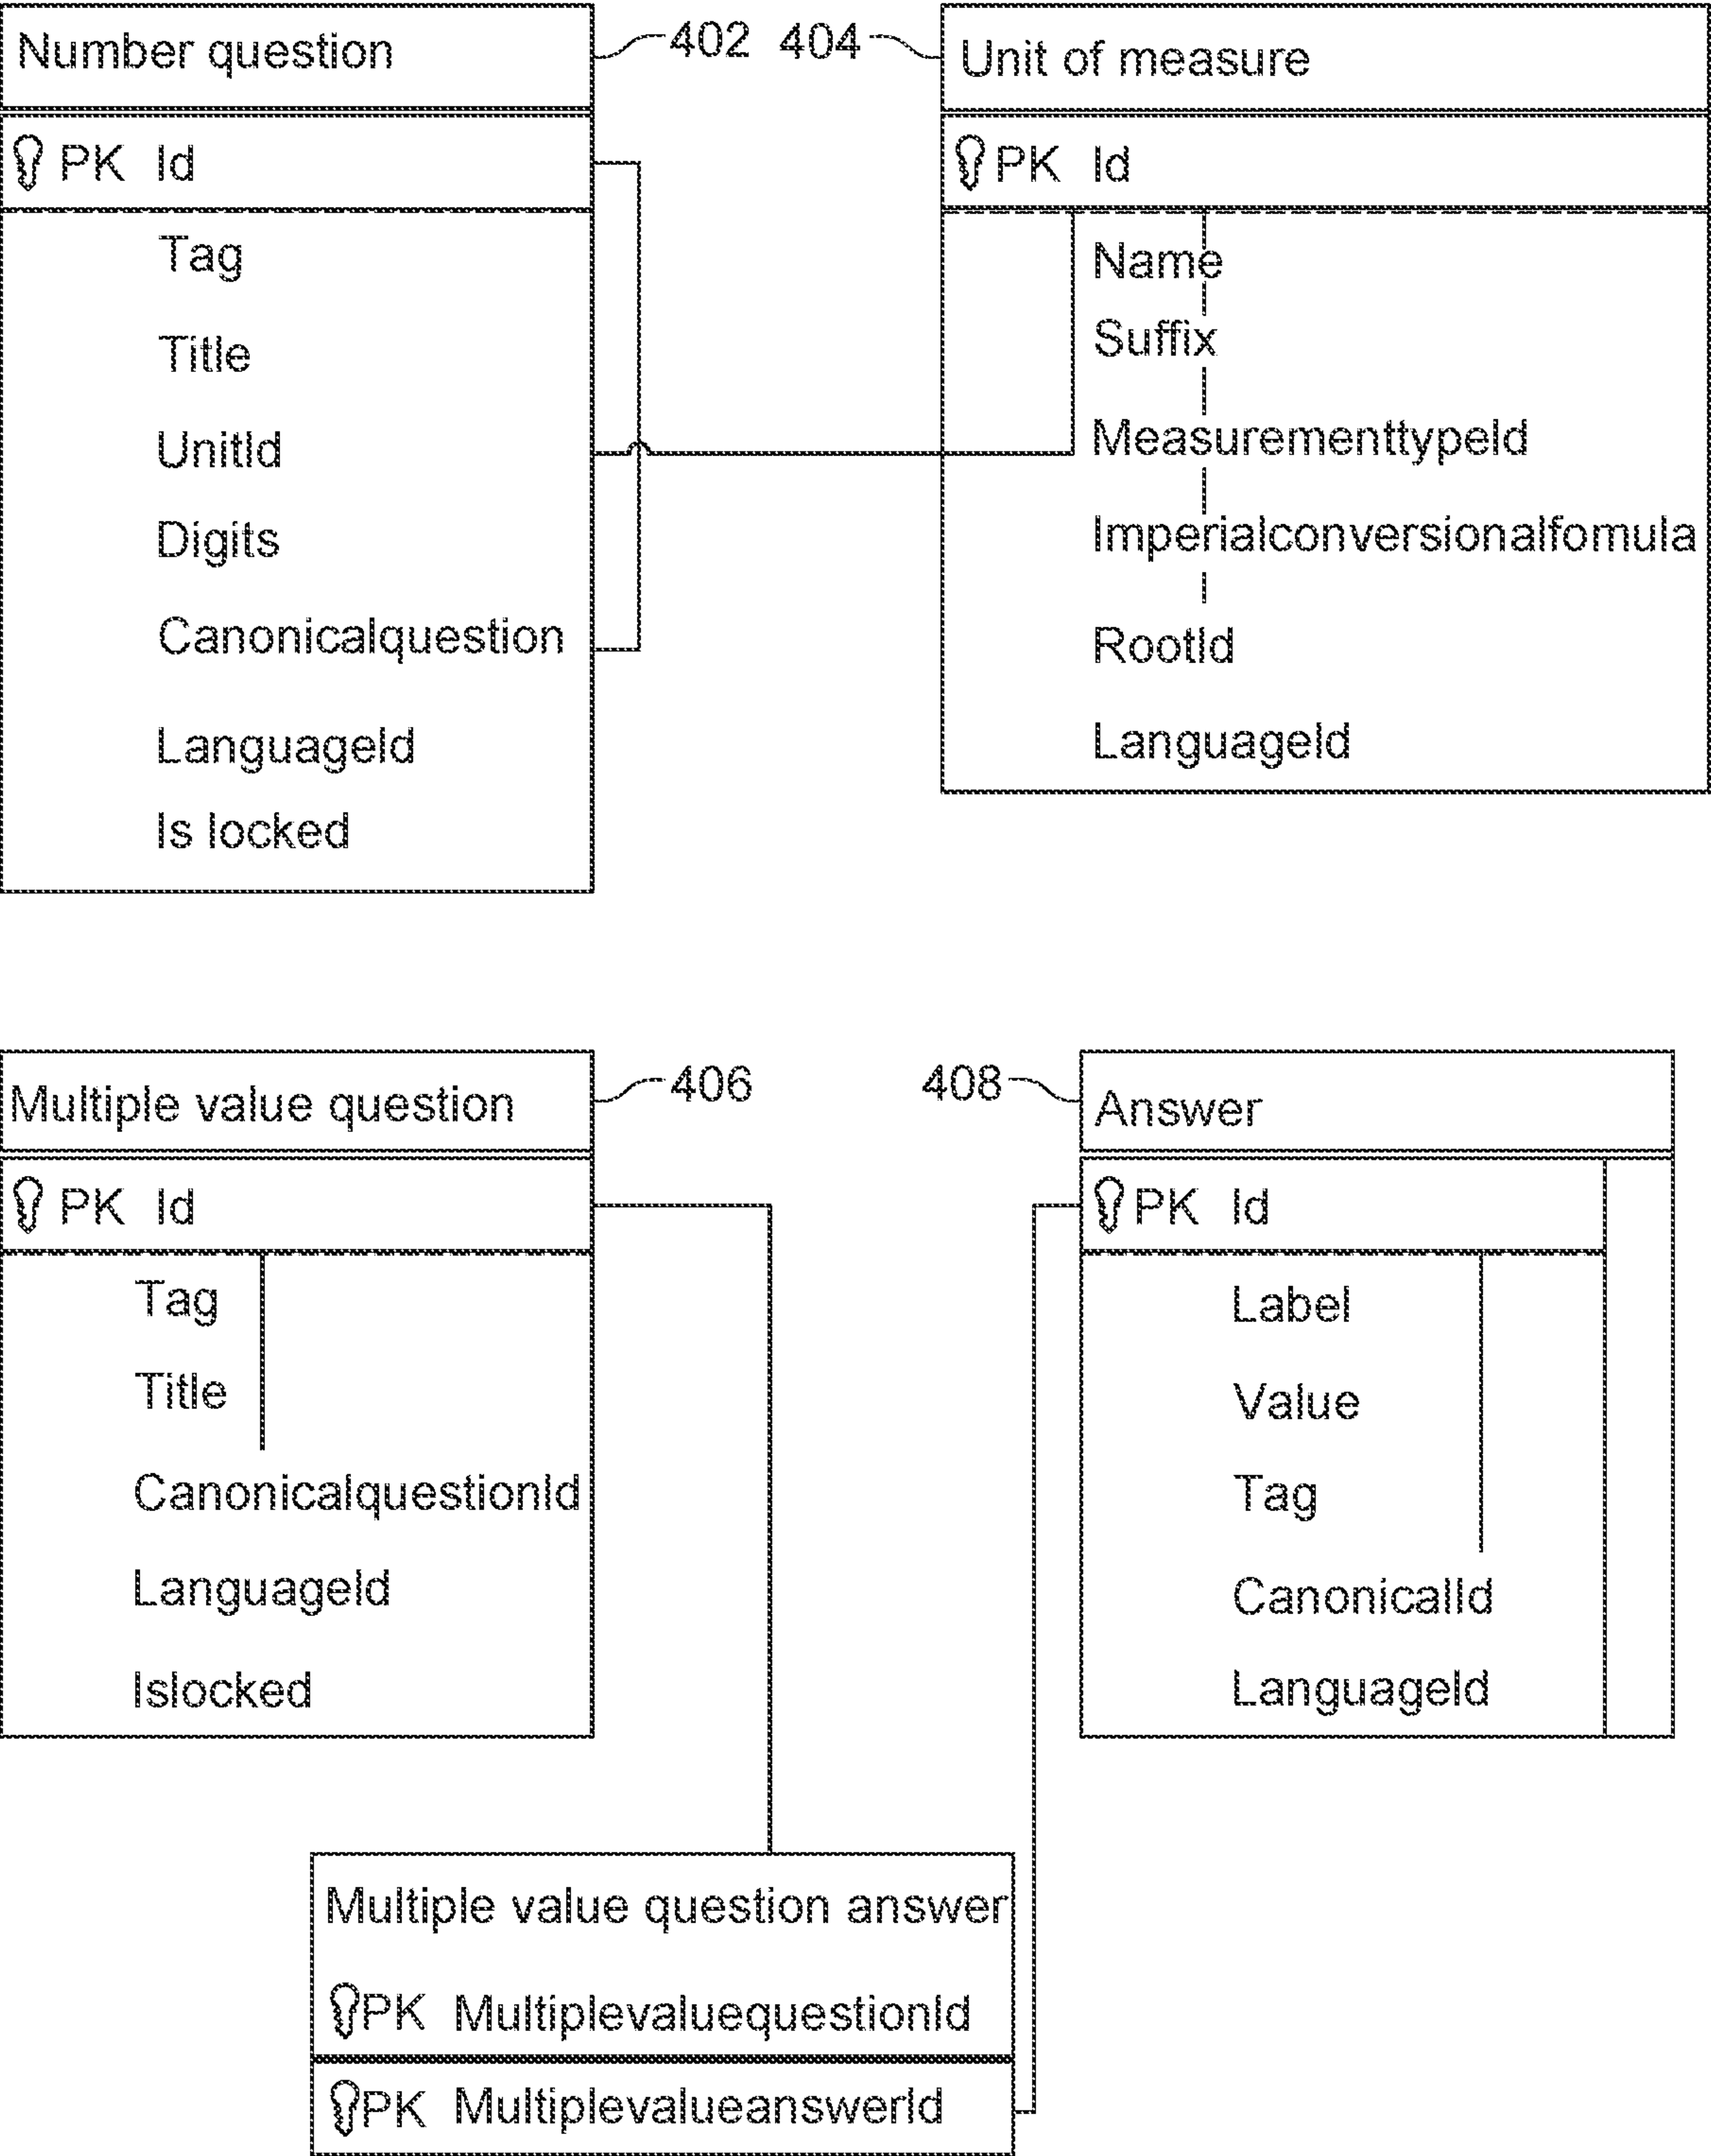 Number question
402
PK Id
Tag
Title
UnitId
Digits
Canonicalquestion
LanguageId
Is locked
404
Unit of measure
PK Id
Name
Suffix
MeasurementtypeId
Imperialconversionalfomula
RootId
LanguageId
Multiple value question
406
PK Id
Tag
Title
CanonicalquestionId
LanguageId
Islocked
408
Answer
PK Id
Label
Value
Tag
CanonicalId
LanguageId
Multiple value question answer
PK MultiplevaluequestionId
PK MultiplevalueanswerId